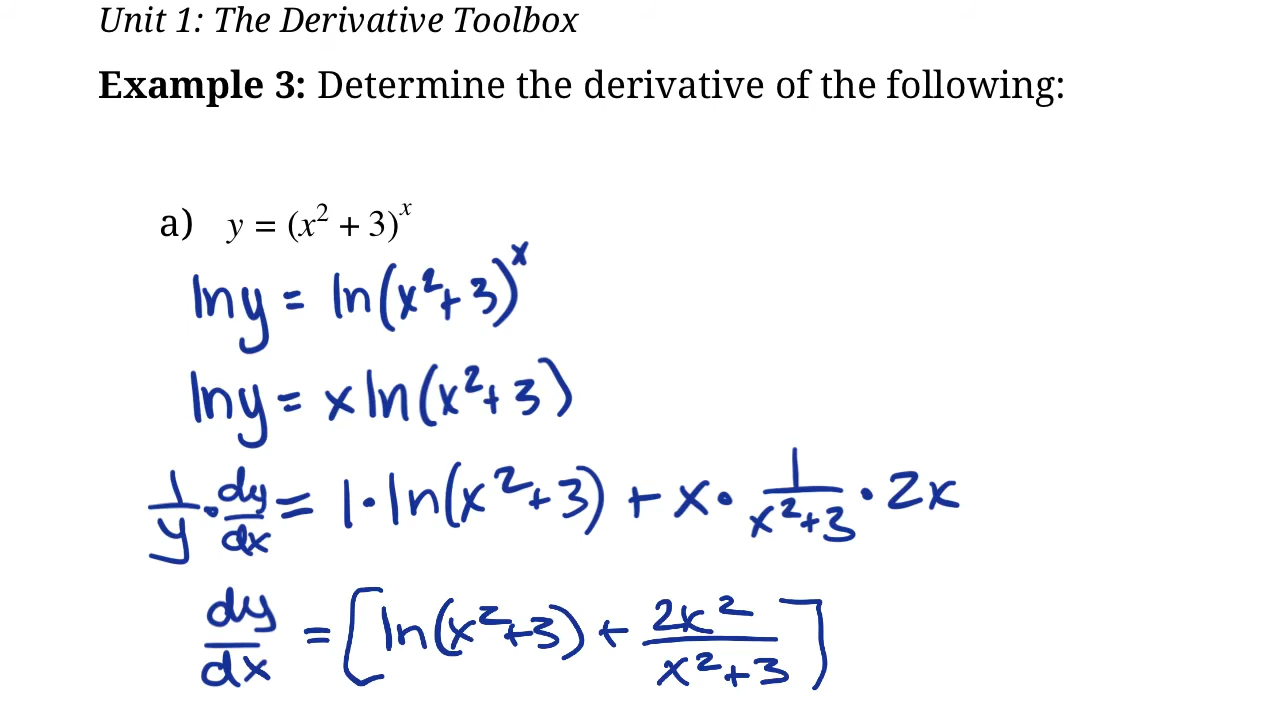 Unit 1: The Derivative Toolbox
Example 3: Determine the derivative of the following:
a) y = (x² + 3)ˣ
ln y = ln(x² + 3)ˣ
ln y = x ln(x² + 3)
1/y · dy/dx = 1 · ln(x² + 3) + x · 1/(x² + 3) · 2x
dy/dx = [ln(x² + 3) + 2x²/(x² + 3)]